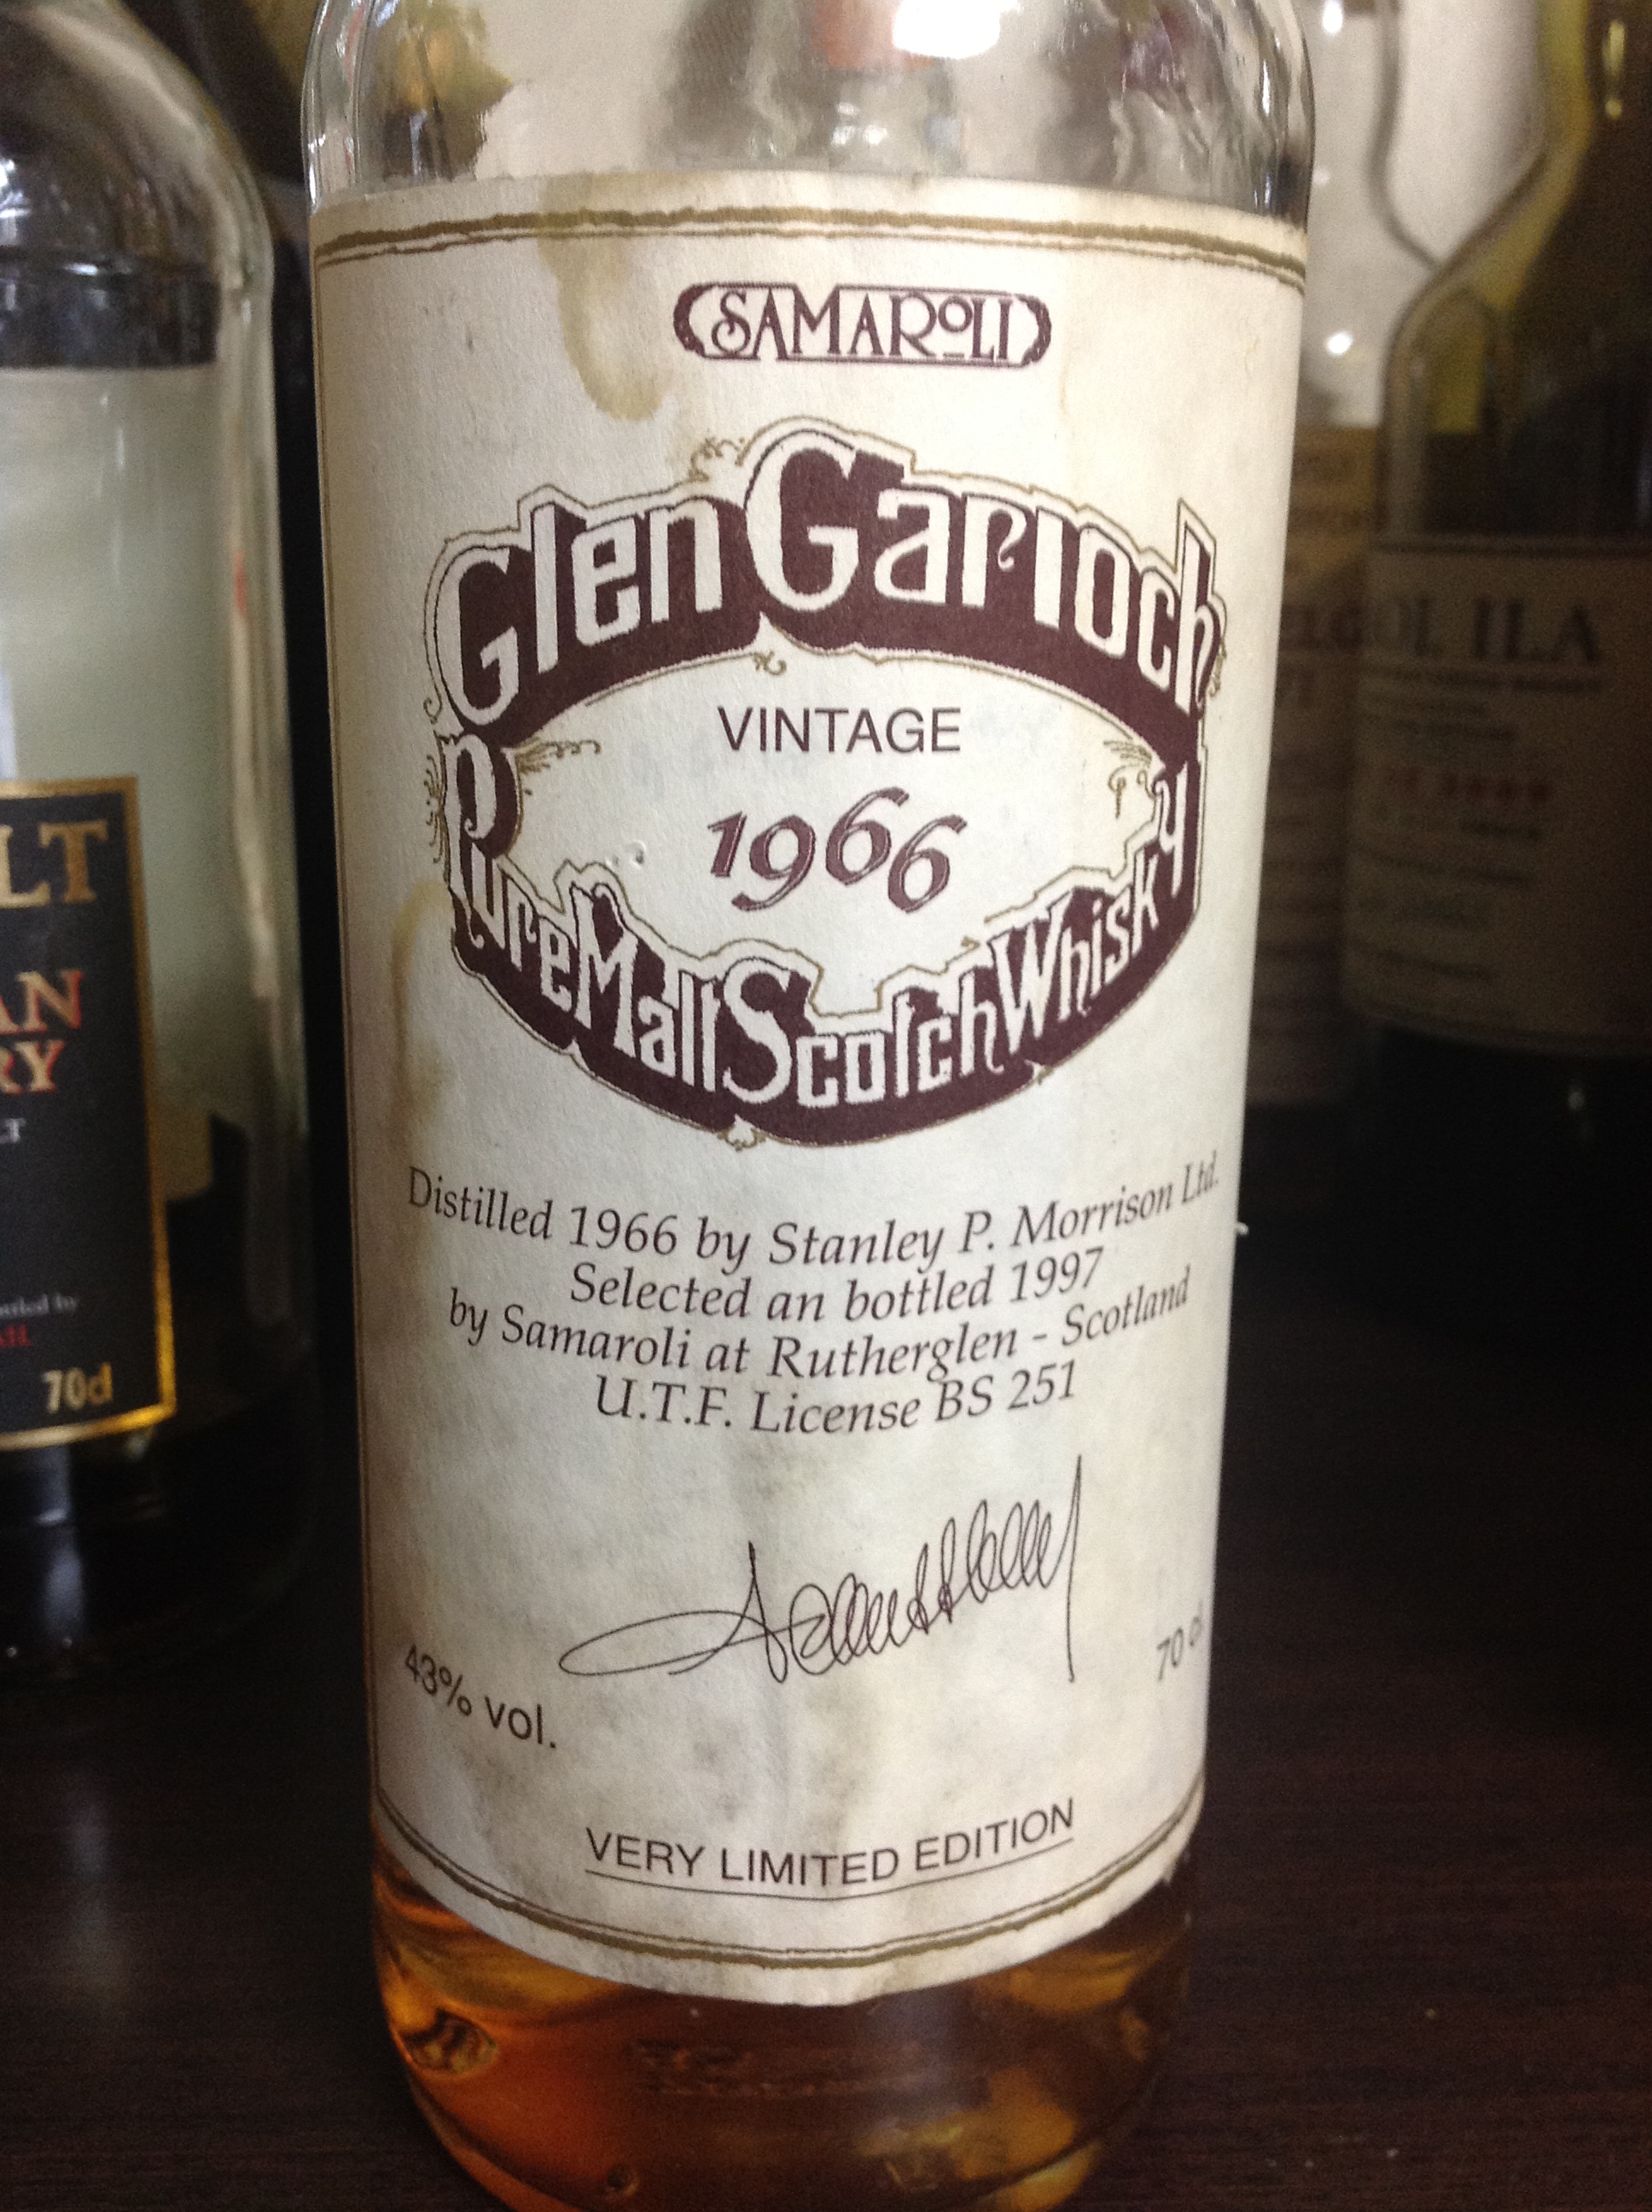 SAMAROLI
Glen Garioch
VINTAGE
1966
Pure Malt Scotch Whisky
Distilled 1966 by Stanley P. Morrison Ltd.
Selected an bottled 1997
by Samaroli at Rutherglen - Scotland
U.T.F. License BS 251
43% vol.
70 cl
VERY LIMITED EDITION
LT
AN
RY
LT
by
70cl
ILA